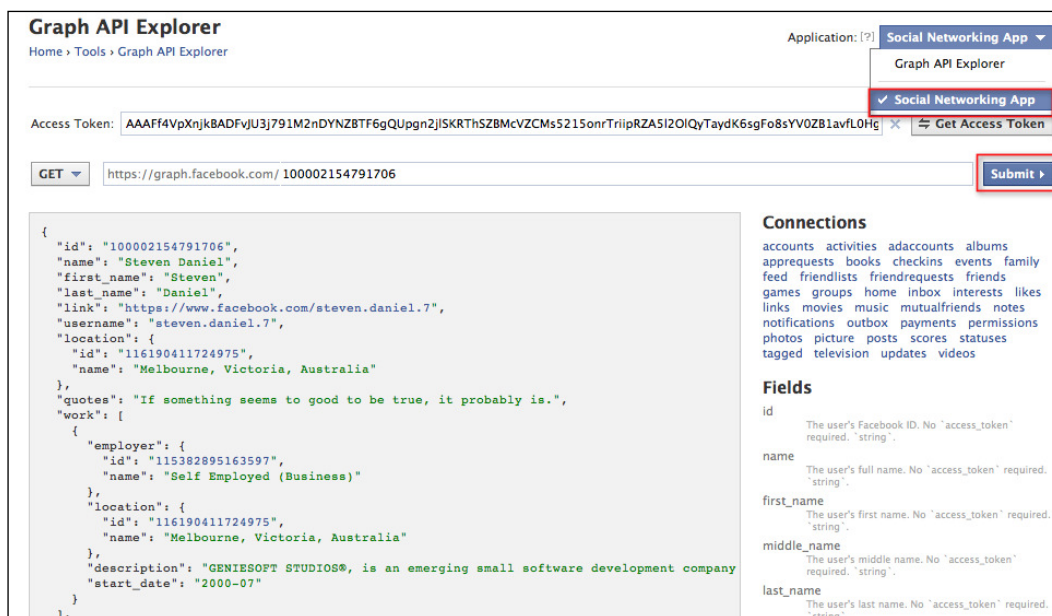 Graph API Explorer
Home › Tools › Graph API Explorer
Application: [?] Social Networking App
Graph API Explorer
✓ Social Networking App
Access Token: AAAFf4VpXnjkBADFvJU3j791M2nDYNZBTF6gQUpgn2jlSKRThSZBMcVZCMs5215onrTriipRZA5l2OlQyTaydK6sgFo8sYV0ZB1avfL0Hg
Get Access Token
GET https://graph.facebook.com/ 100002154791706 Submit
{
"id": "100002154791706",
"name": "Steven Daniel",
"first_name": "Steven",
"last_name": "Daniel",
"link": "https://www.facebook.com/steven.daniel.7",
"username": "steven.daniel.7",
"location": {
"id": "116190411724975",
"name": "Melbourne, Victoria, Australia"
},
"quotes": "If something seems to good to be true, it probably is.",
"work": [
{
"employer": {
"id": "115382895163597",
"name": "Self Employed (Business)"
},
"location": {
"id": "116190411724975",
"name": "Melbourne, Victoria, Australia"
},
"description": "GENIESOFT STUDIOS®, is an emerging small software development company
"start_date": "2000-07"
}
],
Connections
accounts activities adaccounts albums
apprequests books checkins events family
feed friendlists friendrequests friends
games groups home inbox interests likes
links movies music mutualfriends notes
notifications outbox payments permissions
photos picture posts scores statuses
tagged television updates videos
Fields
id
The user's Facebook ID. No `access_token`
required. `string`.
name
The user's full name. No `access_token` required.
`string`.
first_name
The user's first name. No `access_token` required.
`string`.
middle_name
The user's middle name. No `access_token`
required. `string`.
last_name
The user's last name. No `access_token` required.
`string`.